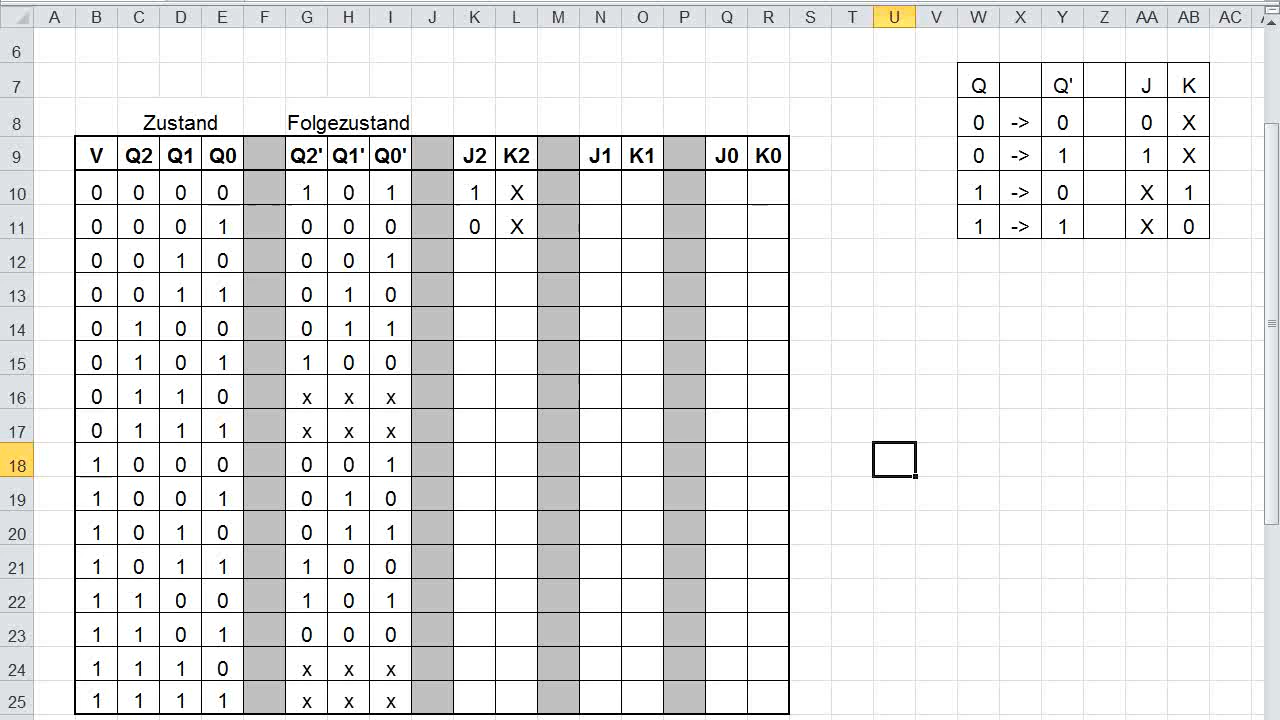 A B C D E F G H I J K L M N O P Q R S T U V W X Y Z AA AB AC
6
7 Q Q' J K
8 Zustand Folgezustand 0 -> 0 0 X
9 V Q2 Q1 Q0 Q2' Q1' Q0' J2 K2 J1 K1 J0 K0 0 -> 1 1 X
10 0 0 0 0 1 0 1 1 X 1 -> 0 X 1
11 0 0 0 1 0 0 0 0 X 1 -> 1 X 0
12 0 0 1 0 0 0 1
13 0 0 1 1 0 1 0
14 0 1 0 0 0 1 1
15 0 1 0 1 1 0 0
16 0 1 1 0 x x x
17 0 1 1 1 x x x
18 1 0 0 0 0 0 1
19 1 0 0 1 0 1 0
20 1 0 1 0 0 1 1
21 1 0 1 1 1 0 0
22 1 1 0 0 1 0 1
23 1 1 0 1 0 0 0
24 1 1 1 0 x x x
25 1 1 1 1 x x x